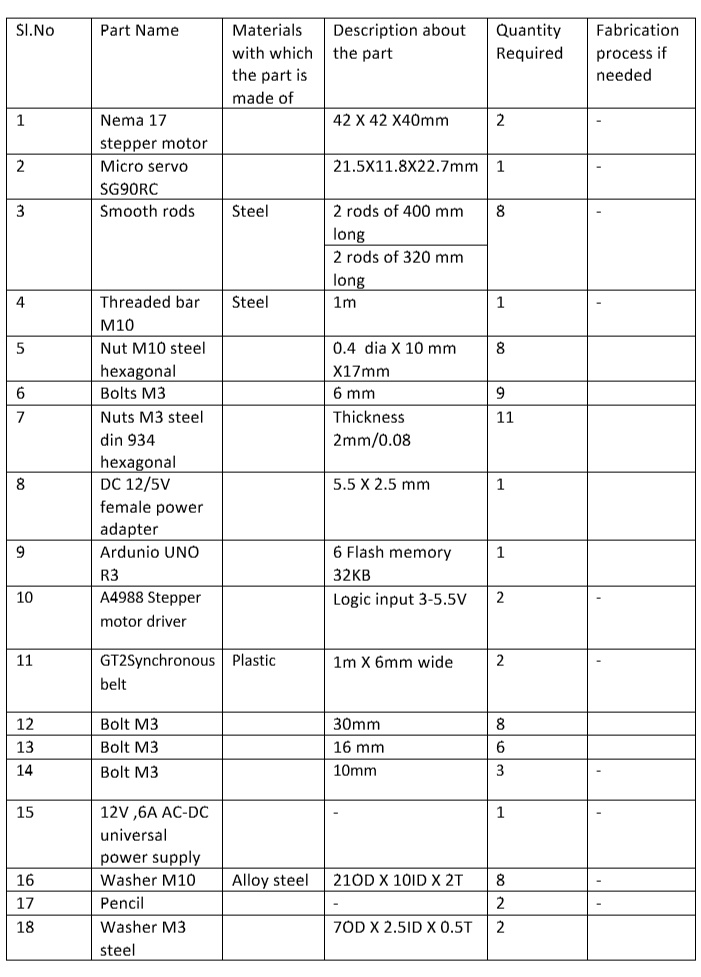 Sl.No Part Name Materials with which the part is made of Description about the part Quantity Required Fabrication process if needed
1 Nema 17 stepper motor 42 X 42 X40mm 2 -
2 Micro servo SG90RC 21.5X11.8X22.7mm 1 -
3 Smooth rods Steel 2 rods of 400 mm long 2 rods of 320 mm long 8 -
4 Threaded bar M10 Steel 1m 1 -
5 Nut M10 steel hexagonal 0.4 dia X 10 mm X17mm 8
6 Bolts M3 6 mm 9
7 Nuts M3 steel din 934 hexagonal Thickness 2mm/0.08 11
8 DC 12/5V female power adapter 5.5 X 2.5 mm 1
9 Ardunio UNO R3 6 Flash memory 32KB 1
10 A4988 Stepper motor driver Logic input 3-5.5V 2 -
11 GT2Synchronous belt Plastic 1m X 6mm wide 2 -
12 Bolt M3 30mm 8
13 Bolt M3 16 mm 6
14 Bolt M3 10mm 3 -
15 12V ,6A AC-DC universal power supply - 1 -
16 Washer M10 Alloy steel 21OD X 10ID X 2T 8 -
17 Pencil - 2 -
18 Washer M3 steel 7OD X 2.5ID X 0.5T 2